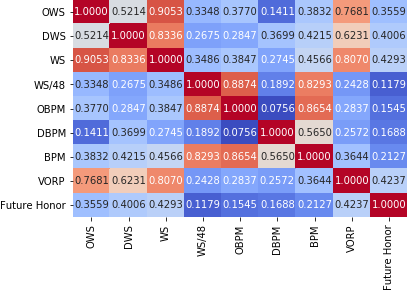 OWS 1.0000 0.5214 0.9053 0.3348 0.3770 0.1411 0.3832 0.7681 0.3559
DWS 0.5214 1.0000 0.8336 0.2675 0.2847 0.3699 0.4215 0.6231 0.4006
WS 0.9053 0.8336 1.0000 0.3486 0.3847 0.2745 0.4566 0.8070 0.4293
WS/48 0.3348 0.2675 0.3486 1.0000 0.8874 0.1892 0.8293 0.2428 0.1179
OBPM 0.3770 0.2847 0.3847 0.8874 1.0000 0.0756 0.8654 0.2837 0.1545
DBPM 0.1411 0.3699 0.2745 0.1892 0.0756 1.0000 0.5650 0.2572 0.1688
BPM 0.3832 0.4215 0.4566 0.8293 0.8654 0.5650 1.0000 0.3644 0.2127
VORP 0.7681 0.6231 0.8070 0.2428 0.2837 0.2572 0.3644 1.0000 0.4237
Future Honor 0.3559 0.4006 0.4293 0.1179 0.1545 0.1688 0.2127 0.4237 1.0000
OWS DWS WS WS/48 OBPM DBPM BPM VORP Future Honor